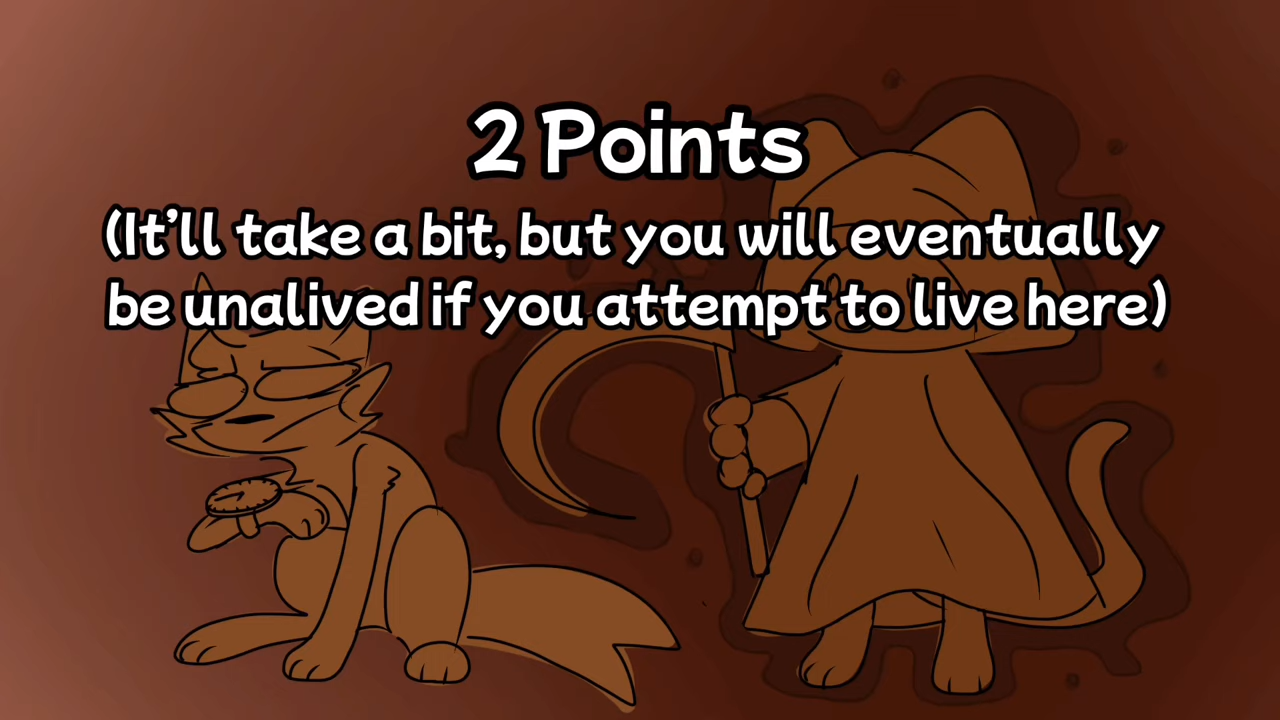 2 Points
(It'll take a bit, but you will eventually
be unalived if you attempt to live here)